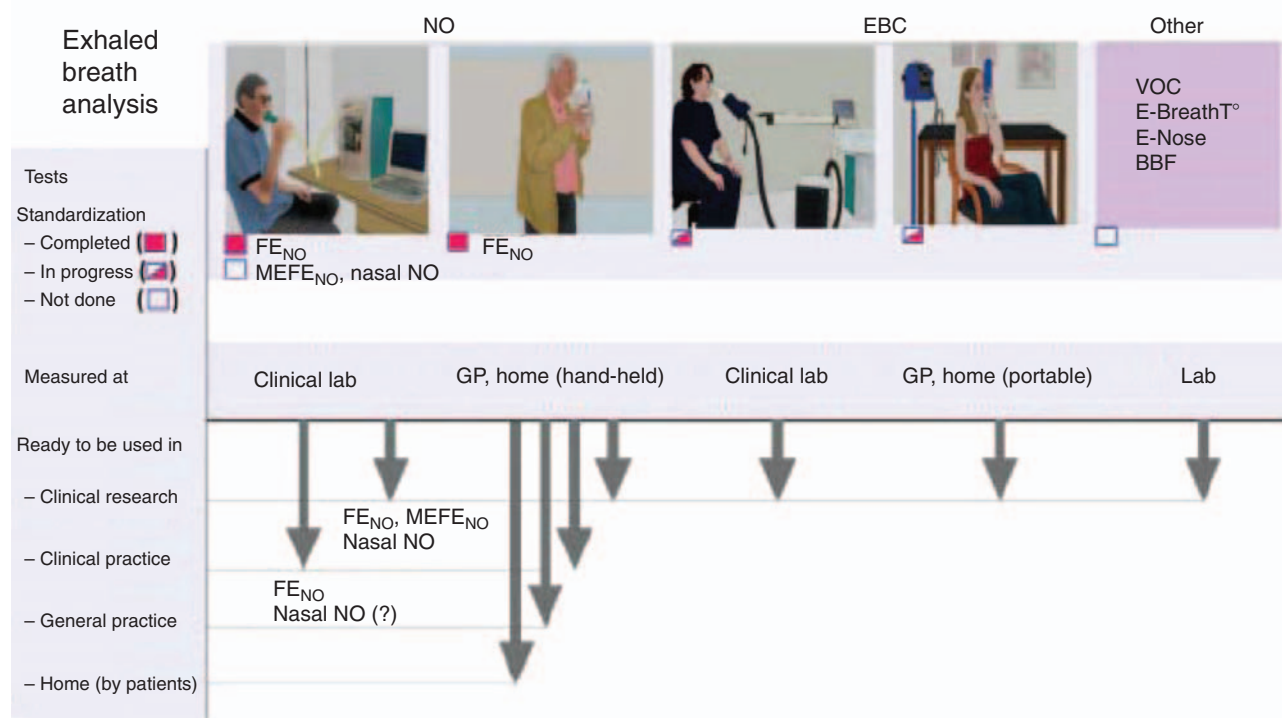 Exhaled
breath
analysis
NO
EBC
Other
VOC
E-BreathT°
E-Nose
BBF
Tests
Standardization
– Completed ( )
– In progress ( )
– Not done ( )
FENO
MEFENO, nasal NO
FENO
Measured at
Clinical lab
GP, home (hand-held)
Clinical lab
GP, home (portable)
Lab
Ready to be used in
– Clinical research
– Clinical practice
– General practice
– Home (by patients)
FENO, MEFENO
Nasal NO
FENO
Nasal NO (?)